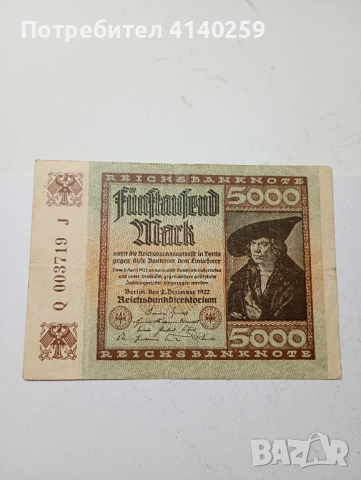 Потребител 4140259
REICHSBANKNOTE
Fünftausend
Mark
5000
zahlt die Reichsbankhauptkasse in Berlin
gegen diese Banknote dem Einlieferer
Berlin, den 2. Dezember 1922
Reichsbankdirektorium
Q 003719 J
5000
REICHSBANKNOTE
BAZAR